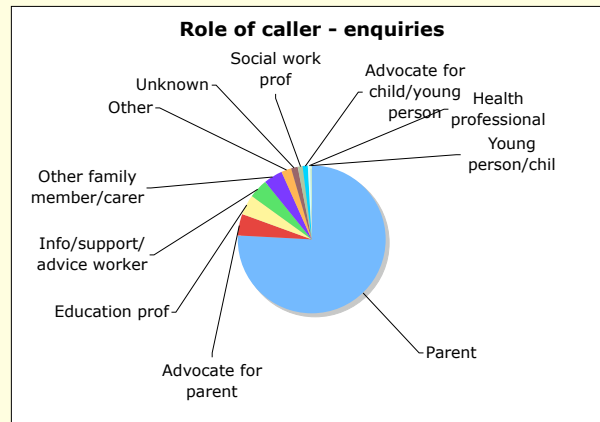 Role of caller - enquiries
Social work
prof
Unknown
Other
Other family
member/carer
Info/support/
advice worker
Education prof
Advocate for
parent
Parent
Young
person/chil
Health
professional
Advocate for
child/young
person